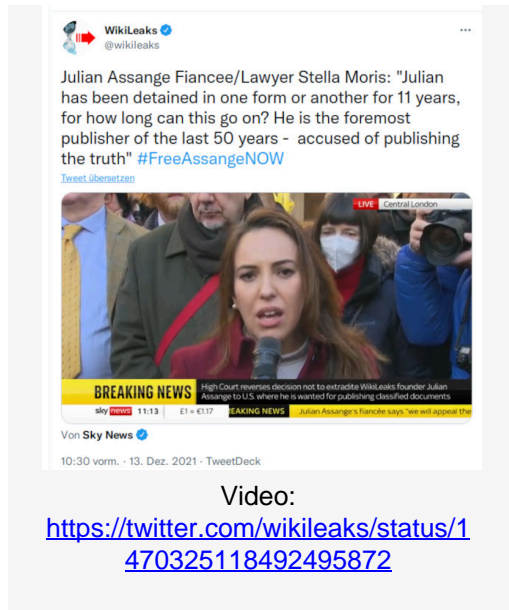 WikiLeaks
@wikileaks
Julian Assange Fiancee/Lawyer Stella Moris: "Julian
has been detained in one form or another for 11 years,
for how long can this go on? He is the foremost
publisher of the last 50 years - accused of publishing
the truth" #FreeAssangeNOW
Tweet übersetzen
LIVE Central London
BREAKING NEWS
High Court reverses decision not to extradite WikiLeaks founder Julian
Assange to U.S. where he is wanted for publishing classified documents
sky news 11:13 £1 = €1.17 EAKING NEWS Julian Assange's fiancée says "we will appeal the
Von Sky News
10:30 vorm. · 13. Dez. 2021 · TweetDeck
Video:
https://twitter.com/wikileaks/status/1
470325118492495872